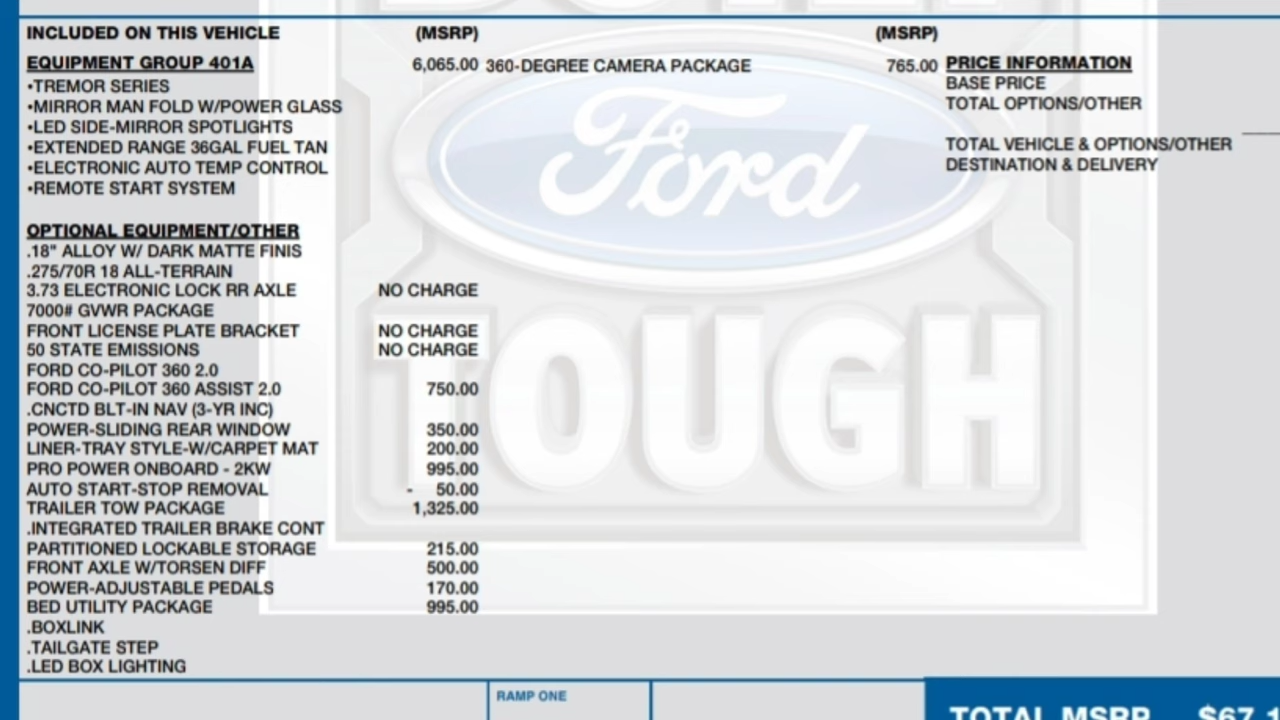 INCLUDED ON THIS VEHICLE (MSRP) (MSRP)
EQUIPMENT GROUP 401A 6,065.00 360-DEGREE CAMERA PACKAGE 765.00 PRICE INFORMATION
•TREMOR SERIES BASE PRICE
•MIRROR MAN FOLD W/POWER GLASS TOTAL OPTIONS/OTHER
•LED SIDE-MIRROR SPOTLIGHTS
•EXTENDED RANGE 36GAL FUEL TAN TOTAL VEHICLE & OPTIONS/OTHER
•ELECTRONIC AUTO TEMP CONTROL DESTINATION & DELIVERY
•REMOTE START SYSTEM
Ford
OPTIONAL EQUIPMENT/OTHER
.18" ALLOY W/ DARK MATTE FINIS
.275/70R 18 ALL-TERRAIN
3.73 ELECTRONIC LOCK RR AXLE NO CHARGE
7000# GVWR PACKAGE
FRONT LICENSE PLATE BRACKET NO CHARGE
50 STATE EMISSIONS NO CHARGE
FORD CO-PILOT 360 2.0
FORD CO-PILOT 360 ASSIST 2.0 750.00
TOUGH
.CNCTD BLT-IN NAV (3-YR INC)
POWER-SLIDING REAR WINDOW 350.00
LINER-TRAY STYLE-W/CARPET MAT 200.00
PRO POWER ONBOARD - 2KW 995.00
AUTO START-STOP REMOVAL - 50.00
TRAILER TOW PACKAGE 1,325.00
.INTEGRATED TRAILER BRAKE CONT
PARTITIONED LOCKABLE STORAGE 215.00
FRONT AXLE W/TORSEN DIFF 500.00
POWER-ADJUSTABLE PEDALS 170.00
BED UTILITY PACKAGE 995.00
.BOXLINK
.TAILGATE STEP
.LED BOX LIGHTING
RAMP ONE
TOTAL MSRP $67,1